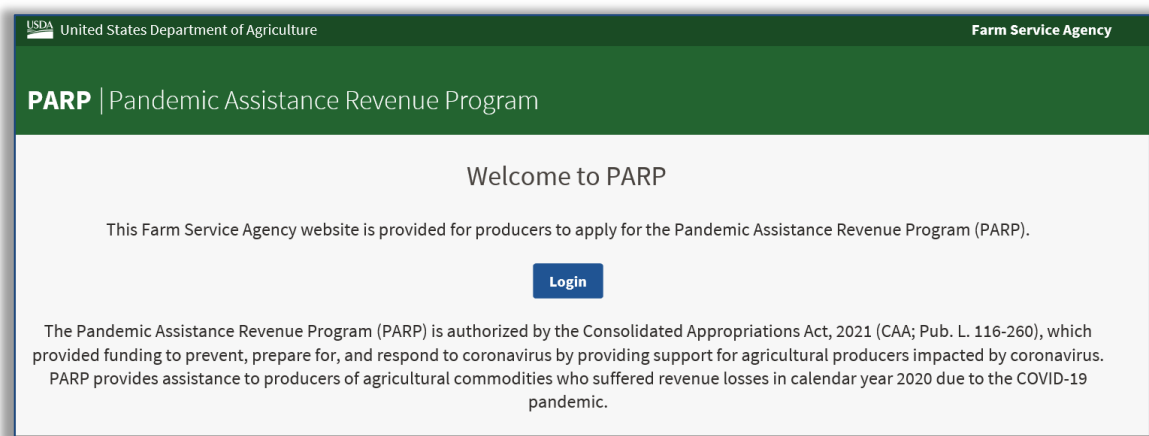 USDA United States Department of Agriculture
Farm Service Agency
PARP | Pandemic Assistance Revenue Program
Welcome to PARP
This Farm Service Agency website is provided for producers to apply for the Pandemic Assistance Revenue Program (PARP).
Login
The Pandemic Assistance Revenue Program (PARP) is authorized by the Consolidated Appropriations Act, 2021 (CAA; Pub. L. 116-260), which
provided funding to prevent, prepare for, and respond to coronavirus by providing support for agricultural producers impacted by coronavirus.
PARP provides assistance to producers of agricultural commodities who suffered revenue losses in calendar year 2020 due to the COVID-19
pandemic.